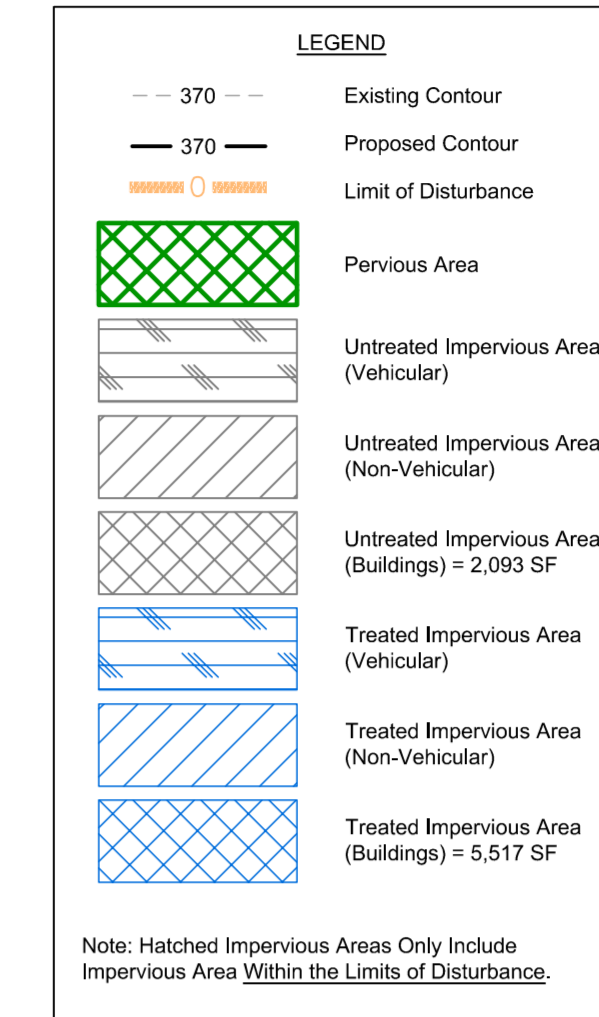 LEGEND
370 Existing Contour
370 Proposed Contour
O Limit of Disturbance
Pervious Area
Untreated Impervious Area
(Vehicular)
Untreated Impervious Area
(Non-Vehicular)
Untreated Impervious Area
(Buildings) = 2,093 SF
Treated Impervious Area
(Vehicular)
Treated Impervious Area
(Non-Vehicular)
Treated Impervious Area
(Buildings) = 5,517 SF
Note: Hatched Impervious Areas Only Include
Impervious Area Within the Limits of Disturbance.